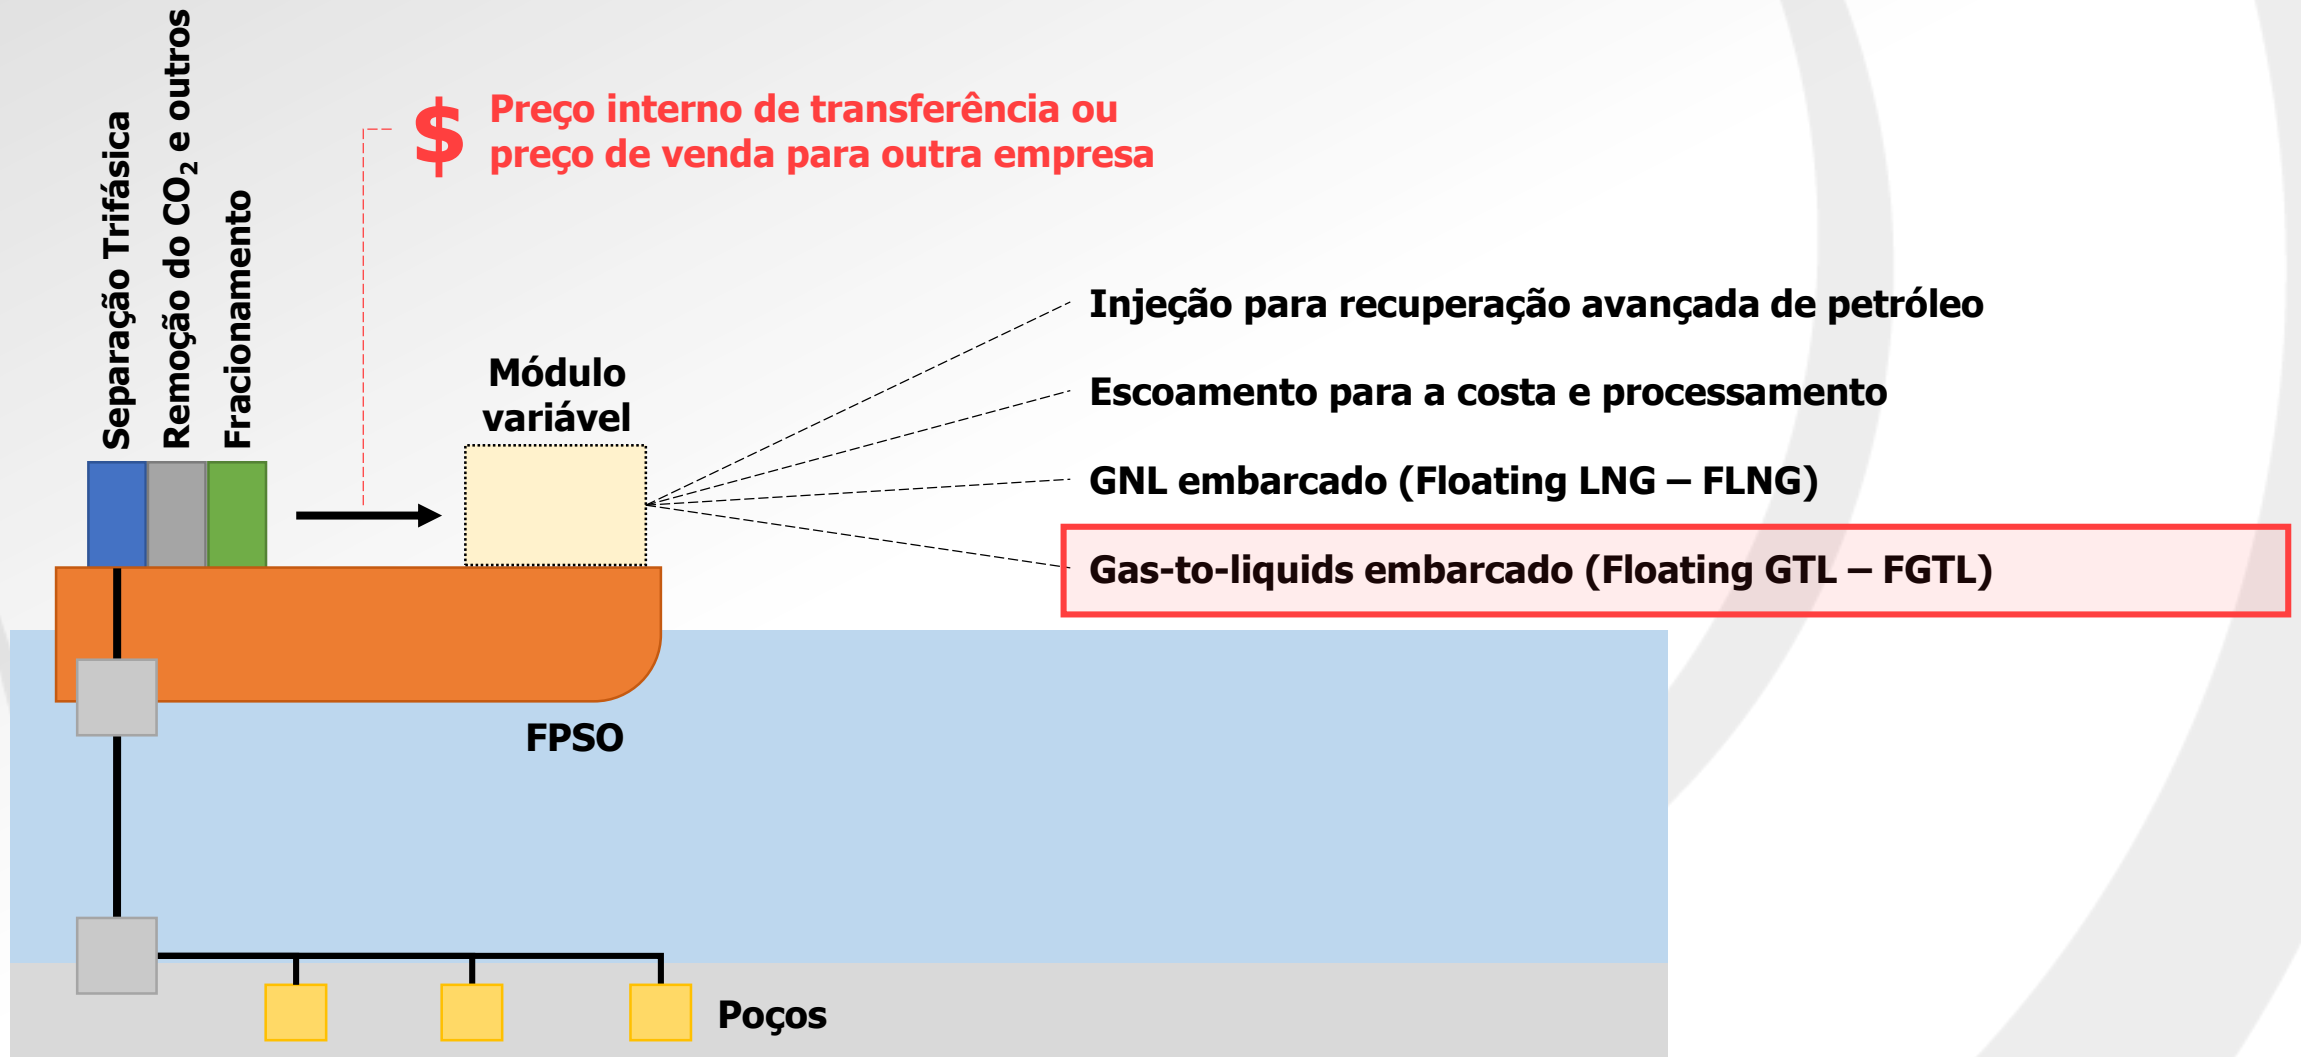 Separação Trifásica
Remoção do CO₂ e outros
Fracionamento
$
Preço interno de transferência ou
preço de venda para outra empresa
Módulo
variável
Injeção para recuperação avançada de petróleo
Escoamento para a costa e processamento
GNL embarcado (Floating LNG – FLNG)
Gas-to-liquids embarcado (Floating GTL – FGTL)
FPSO
Poços